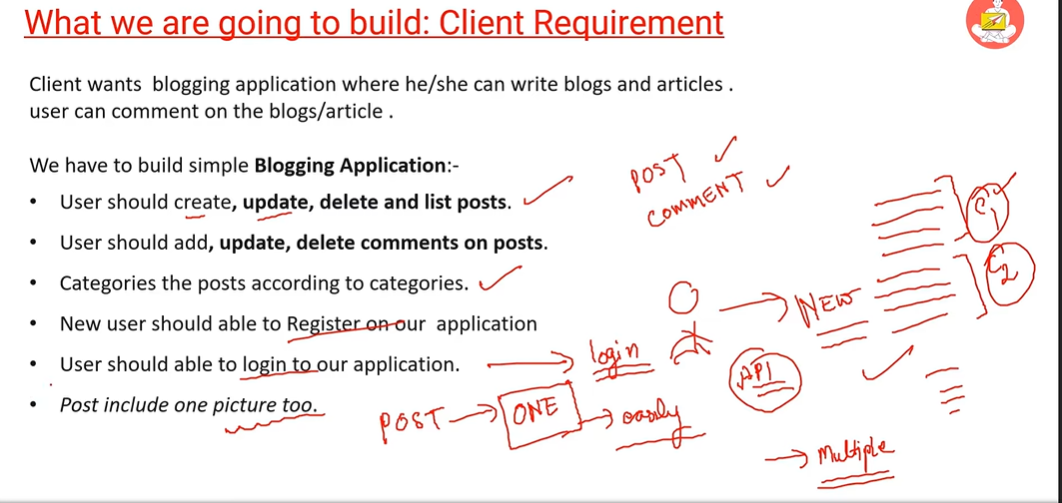 What we are going to build: Client Requirement
Client wants blogging application where he/she can write blogs and articles .
user can comment on the blogs/article .
We have to build simple Blogging Application:-
• User should create, update, delete and list posts.
• User should add, update, delete comments on posts.
• Categories the posts according to categories.
• New user should able to Register on our application
• User should able to login to our application.
• Post include one picture too.
POST
COMMENT
C1
C2
NEW
login
API
POST → ONE → easily
→ Multiple